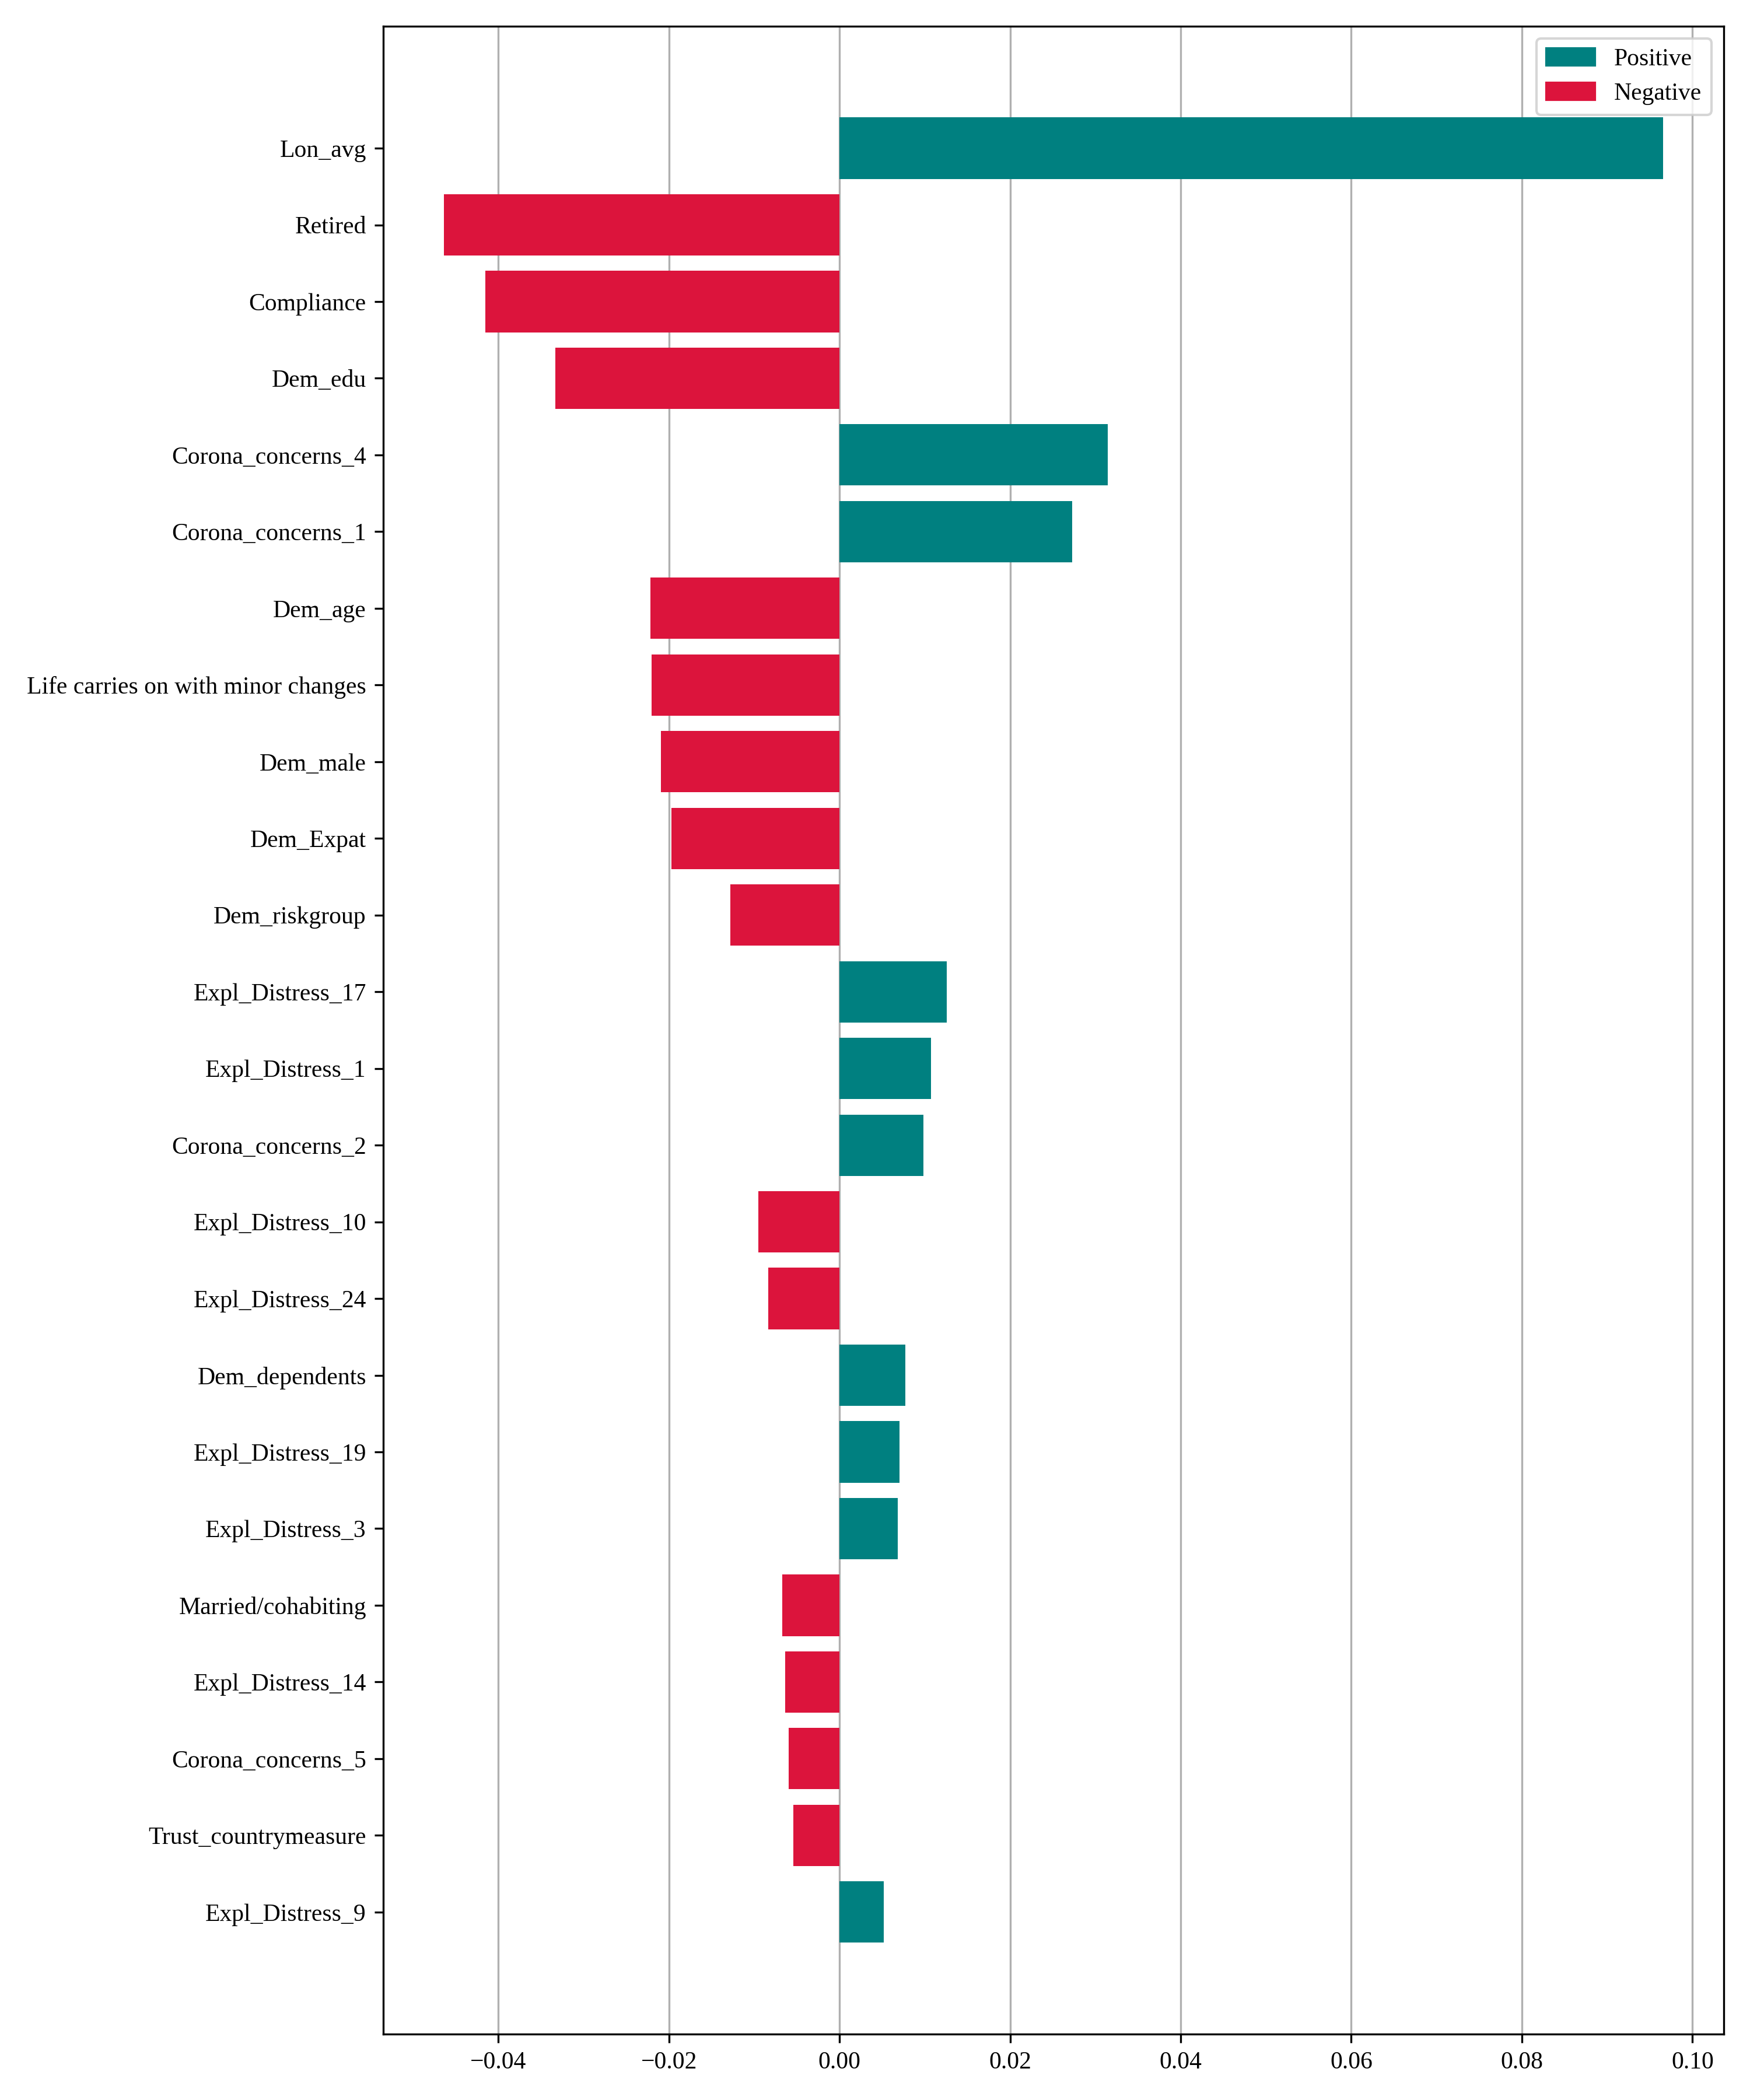 Positive
Negative
Lon_avg
Retired
Compliance
Dem_edu
Corona_concerns_4
Corona_concerns_1
Dem_age
Life carries on with minor changes
Dem_male
Dem_Expat
Dem_riskgroup
Expl_Distress_17
Expl_Distress_1
Corona_concerns_2
Expl_Distress_10
Expl_Distress_24
Dem_dependents
Expl_Distress_19
Expl_Distress_3
Married/cohabiting
Expl_Distress_14
Corona_concerns_5
Trust_countrymeasure
Expl_Distress_9
−0.04 −0.02 0.00 0.02 0.04 0.06 0.08 0.10